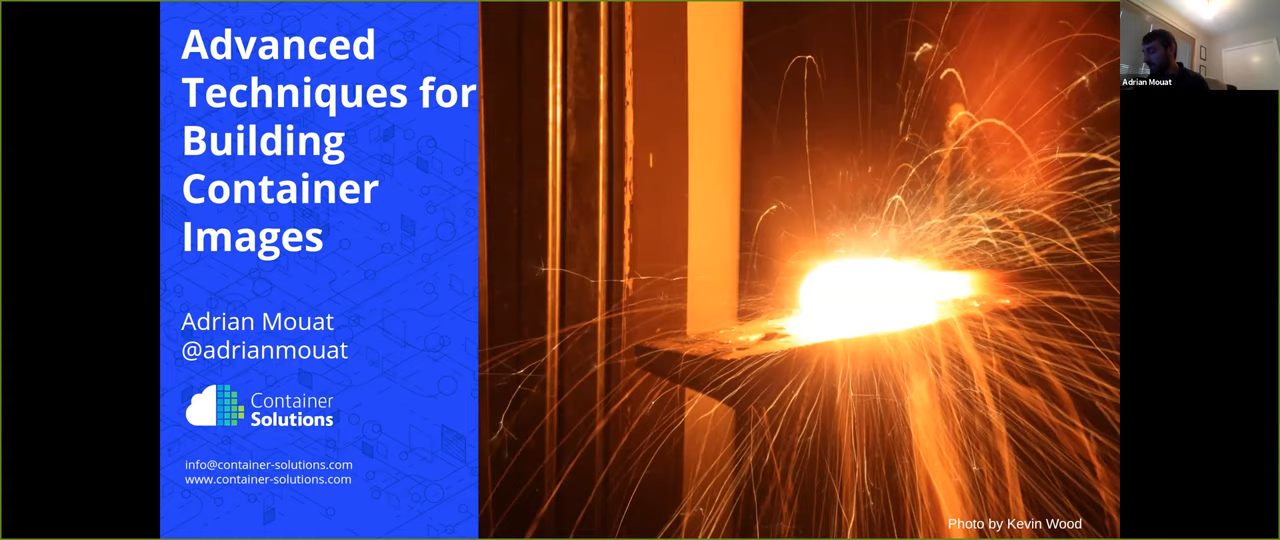 Advanced
Techniques for
Building
Container
Images
Adrian Mouat
@adrianmouat
Container
Solutions
info@container-solutions.com
www.container-solutions.com
Photo by Kevin Wood
Adrian Mouat